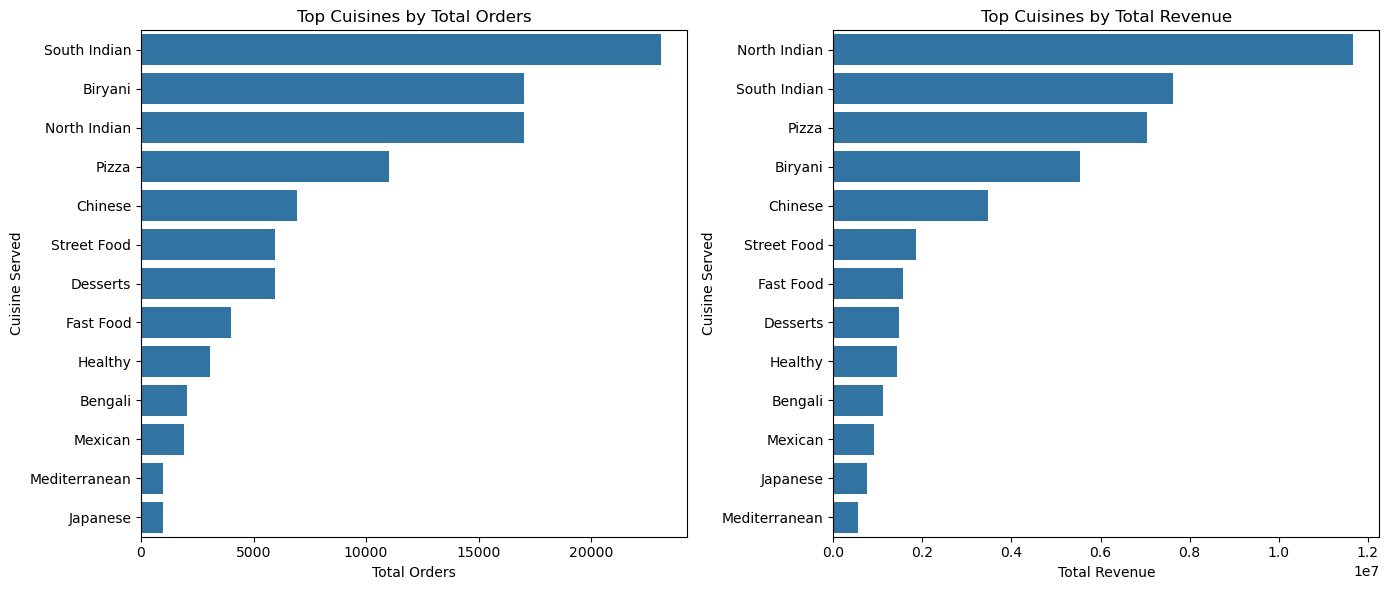 Top Cuisines by Total Orders
Cuisine Served
South Indian
Biryani
North Indian
Pizza
Chinese
Street Food
Desserts
Fast Food
Healthy
Bengali
Mexican
Mediterranean
Japanese
0 5000 10000 15000 20000
Total Orders
Top Cuisines by Total Revenue
Cuisine Served
North Indian
South Indian
Pizza
Biryani
Chinese
Street Food
Fast Food
Desserts
Healthy
Bengali
Mexican
Japanese
Mediterranean
0.0 0.2 0.4 0.6 0.8 1.0 1.2
1e7
Total Revenue